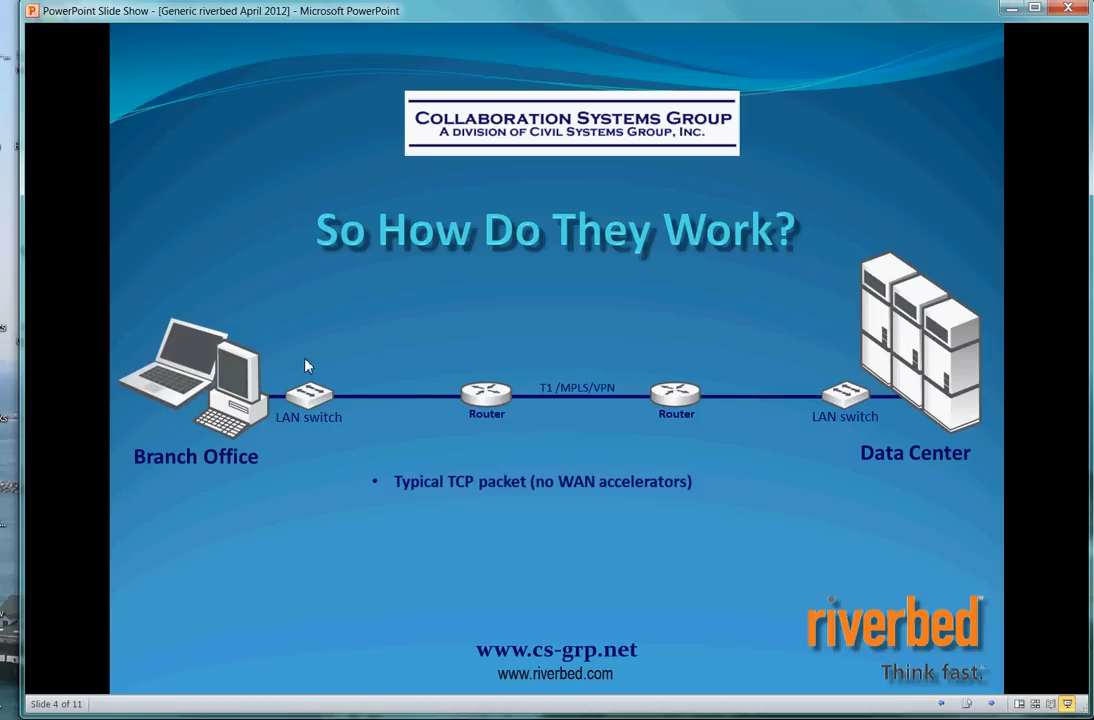 PowerPoint Slide Show - [Generic riverbed April 2012] - Microsoft PowerPoint
COLLABORATION SYSTEMS GROUP
A DIVISION OF CIVIL SYSTEMS GROUP, INC.
So How Do They Work?
T1 /MPLS/VPN
LAN switch
Router
Router
LAN switch
Branch Office
Data Center
• Typical TCP packet (no WAN accelerators)
riverbed
Think fast.
www.cs-grp.net
www.riverbed.com
Slide 4 of 11